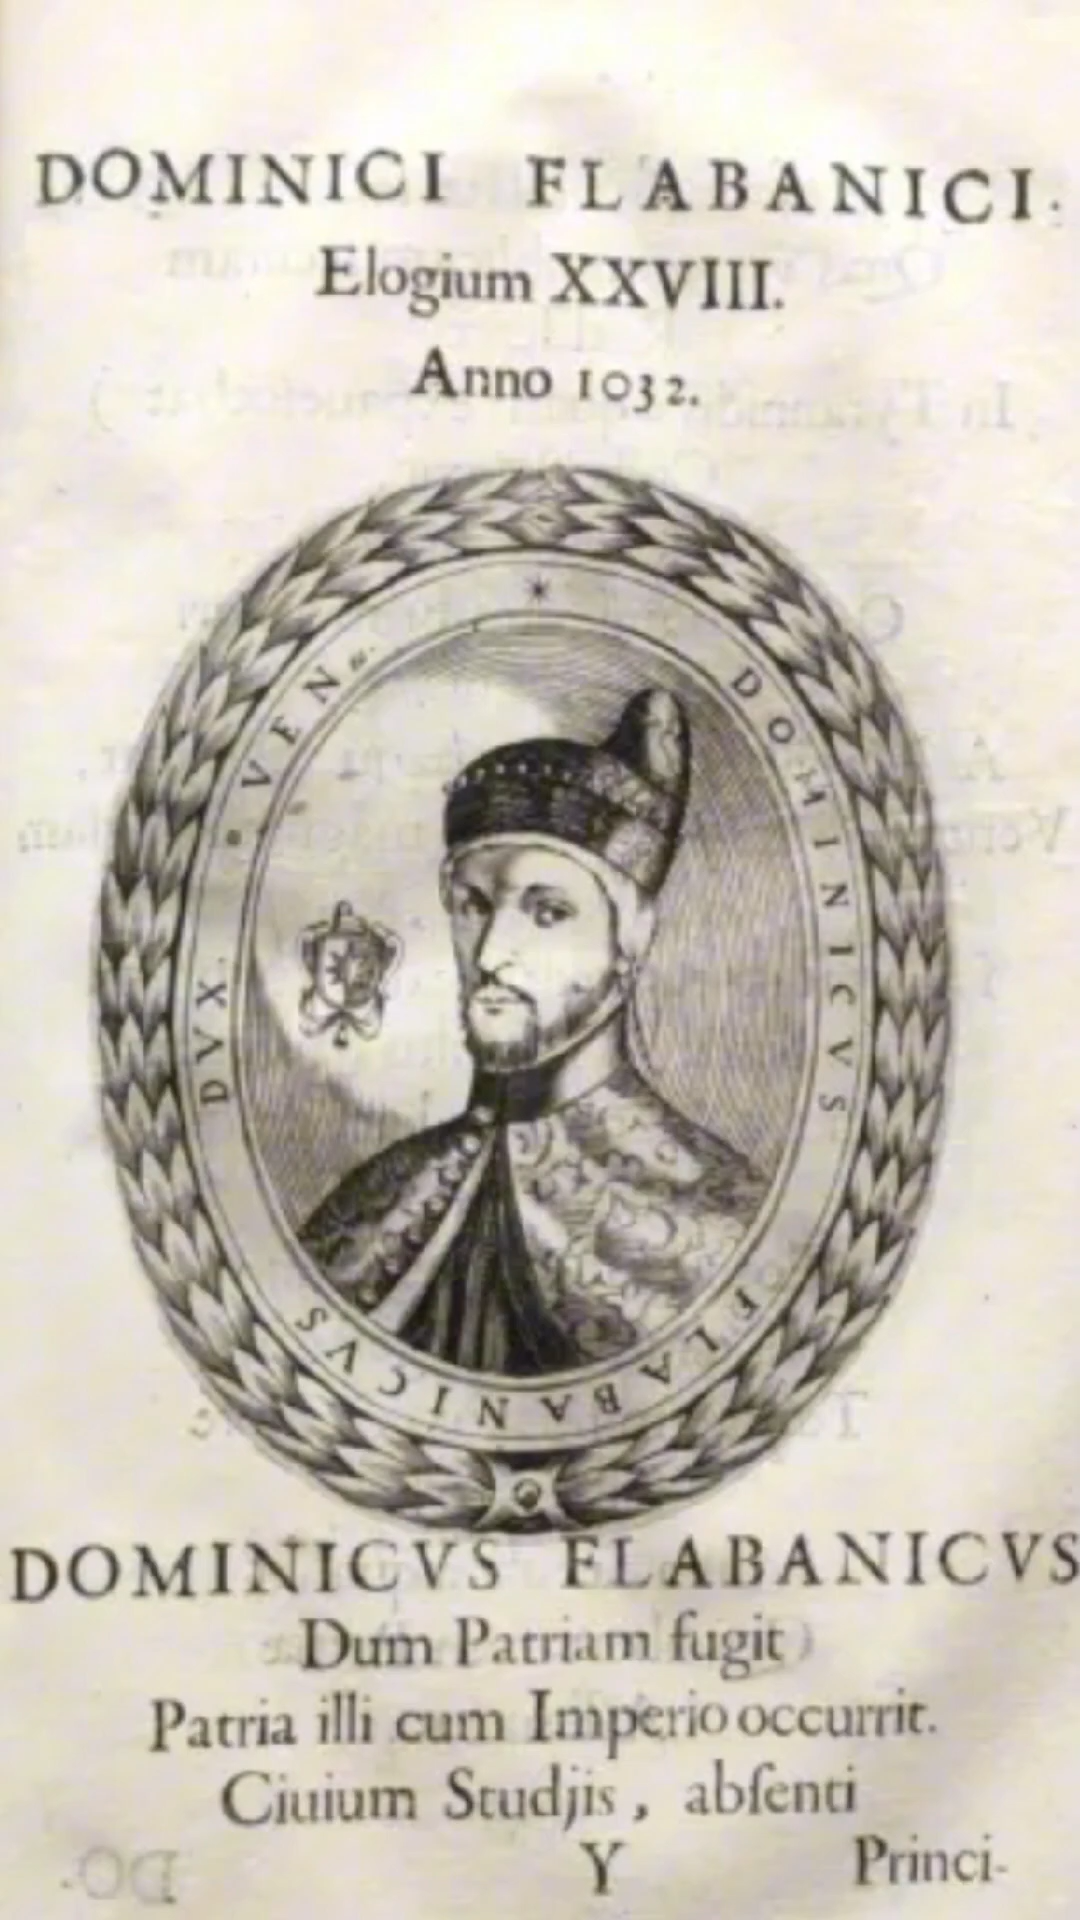 DOMINICI FLABANICI.
Elogium XXVIII.
Anno 1032.
DOMINICVS FLABANICVS DVX. VEN
DOMINICVS FLABANICVS
Dum Patriam fugit
Patria illi cum Imperio occurrit.
Ciuium Studjis, abſenti
Y Princi-